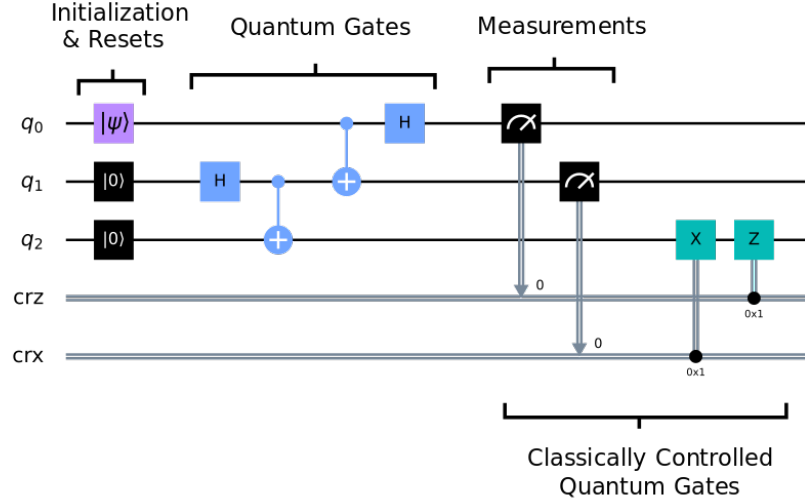 Initialization
& Resets
Quantum Gates
Measurements
q0
|ψ⟩
H
q1
|0⟩
H
q2
|0⟩
X
Z
crz
0
0x1
crx
0
0x1
Classically Controlled
Quantum Gates